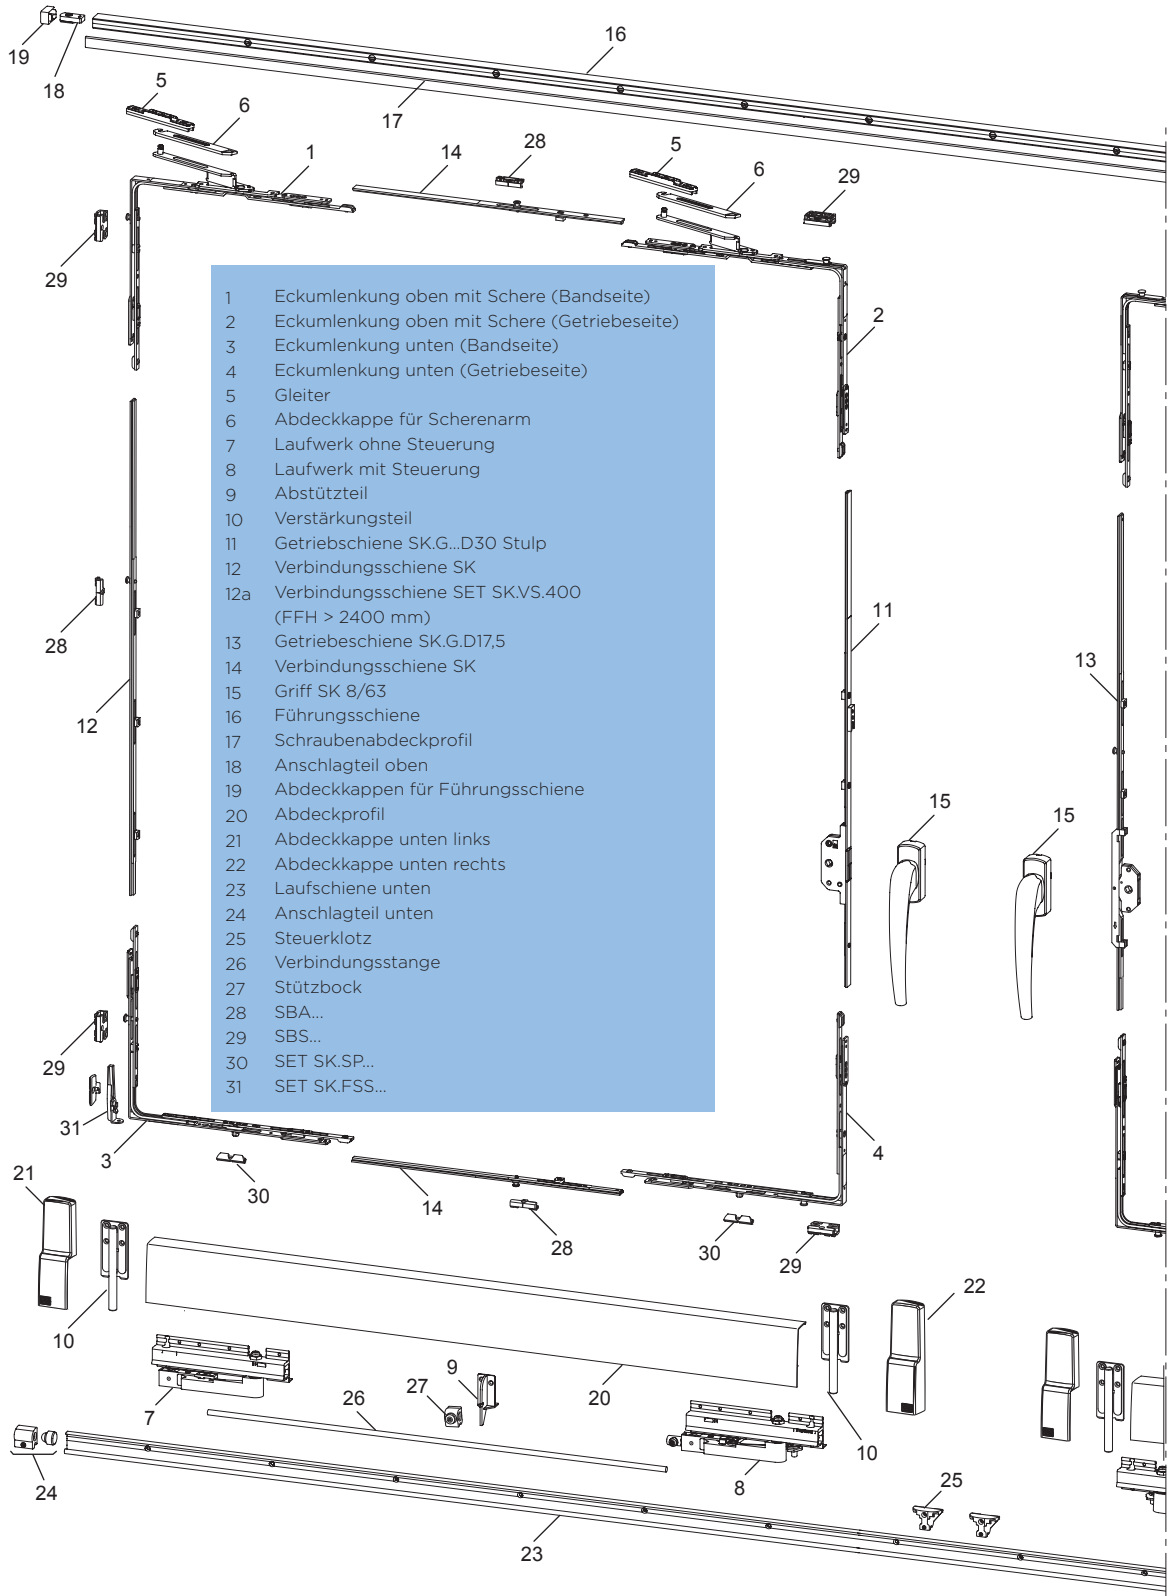 19
18
16
17
5
6
1
14
28
5
6
29
29
2
1 Eckumlenkung oben mit Schere (Bandseite)
2 Eckumlenkung oben mit Schere (Getriebeseite)
3 Eckumlenkung unten (Bandseite)
4 Eckumlenkung unten (Getriebeseite)
5 Gleiter
6 Abdeckkappe für Scherenarm
7 Laufwerk ohne Steuerung
8 Laufwerk mit Steuerung
9 Abstützteil
10 Verstärkungsteil
11 Getriebschiene SK.G...D30 Stulp
12 Verbindungsschiene SK
12a Verbindungsschiene SET SK.VS.400
(FFH > 2400 mm)
13 Getriebeschiene SK.G.D17,5
14 Verbindungsschiene SK
15 Griff SK 8/63
16 Führungsschiene
17 Schraubenabdeckprofil
18 Anschlagteil oben
19 Abdeckkappen für Führungsschiene
20 Abdeckprofil
21 Abdeckkappe unten links
22 Abdeckkappe unten rechts
23 Laufschiene unten
24 Anschlagteil unten
25 Steuerklotz
26 Verbindungsstange
27 Stützbock
28 SBA...
29 SBS...
30 SET SK.SP...
31 SET SK.FSS...
28
12
11
13
15
15
29
31
3
30
14
28
30
29
4
21
10
22
7
26
27
9
20
10
8
24
23
25